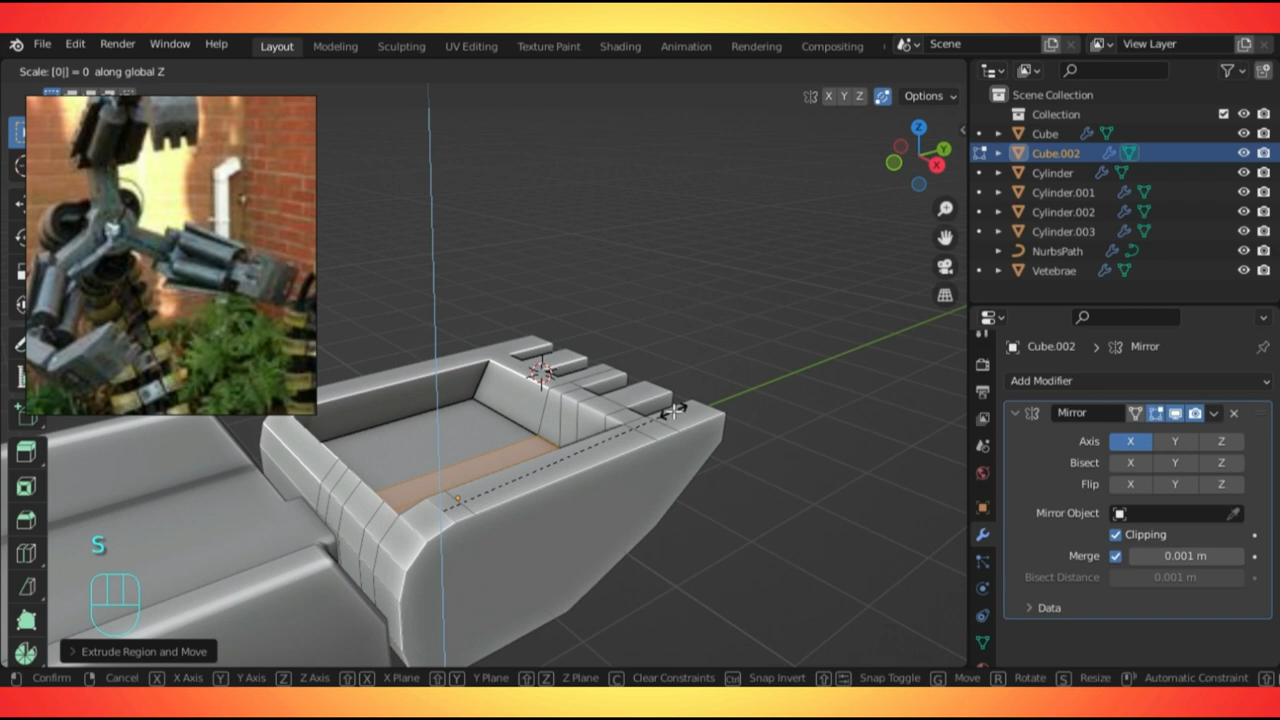 File Edit Render Window Help Layout Modeling Sculpting UV Editing Texture Paint Shading Animation Rendering Compositing Scene View Layer
Scale: [0|] = 0 along global Z
X Y Z Options
Scene Collection
Collection
Cube
Cube.002
Cylinder
Cylinder.001
Cylinder.002
Cylinder.003
NurbsPath
Vetebrae
Z
Y
X
Cube.002 > Mirror
Add Modifier
Mirror
Axis X Y Z
Bisect X Y Z
Flip X Y Z
Mirror Object
Clipping
Merge 0.001 m
Bisect Distance 0.001 m
> Data
S
> Extrude Region and Move
Confirm Cancel X X Axis Y Y Axis Z Z Axis X X Plane Y Y Plane Z Z Plane C Clear Constraints Ctrl Snap Invert Snap Toggle G Move R Rotate S Resize Automatic Constraint